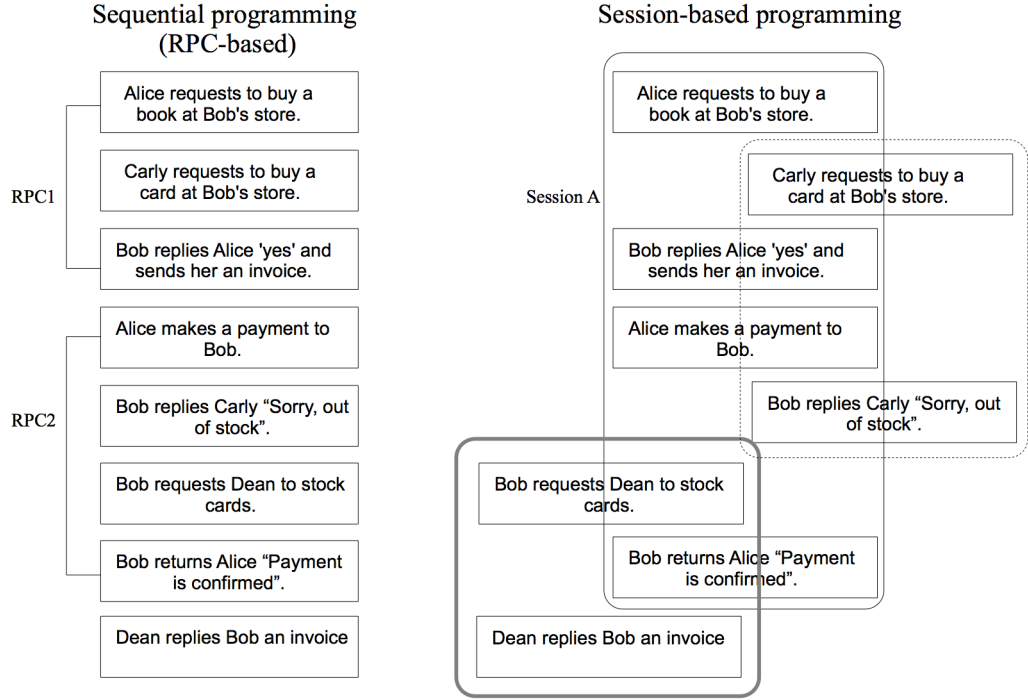 Sequential programming
(RPC-based)
Alice requests to buy a
book at Bob's store.
Carly requests to buy a
card at Bob's store.
RPC1
Bob replies Alice 'yes' and
sends her an invoice.
Alice makes a payment to
Bob.
RPC2
Bob replies Carly “Sorry, out
of stock”.
Bob requests Dean to stock
cards.
Bob returns Alice “Payment
is confirmed”.
Dean replies Bob an invoice
Session-based programming
Alice requests to buy a
book at Bob's store.
Carly requests to buy a
card at Bob's store.
Session A
Bob replies Alice 'yes' and
sends her an invoice.
Alice makes a payment to
Bob.
Bob replies Carly “Sorry, out
of stock”.
Bob requests Dean to stock
cards.
Bob returns Alice “Payment
is confirmed”.
Dean replies Bob an invoice